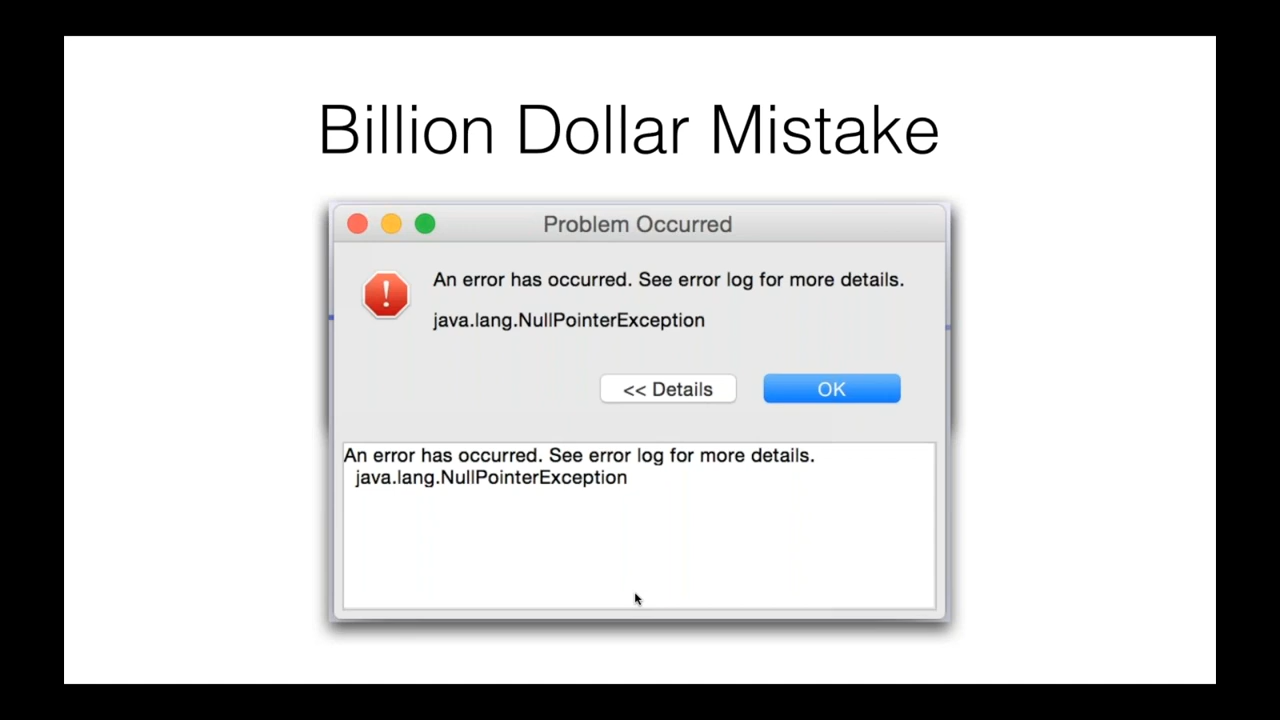 Billion Dollar Mistake
Problem Occurred
An error has occurred. See error log for more details.
java.lang.NullPointerException
<< Details
OK
An error has occurred. See error log for more details.
java.lang.NullPointerException